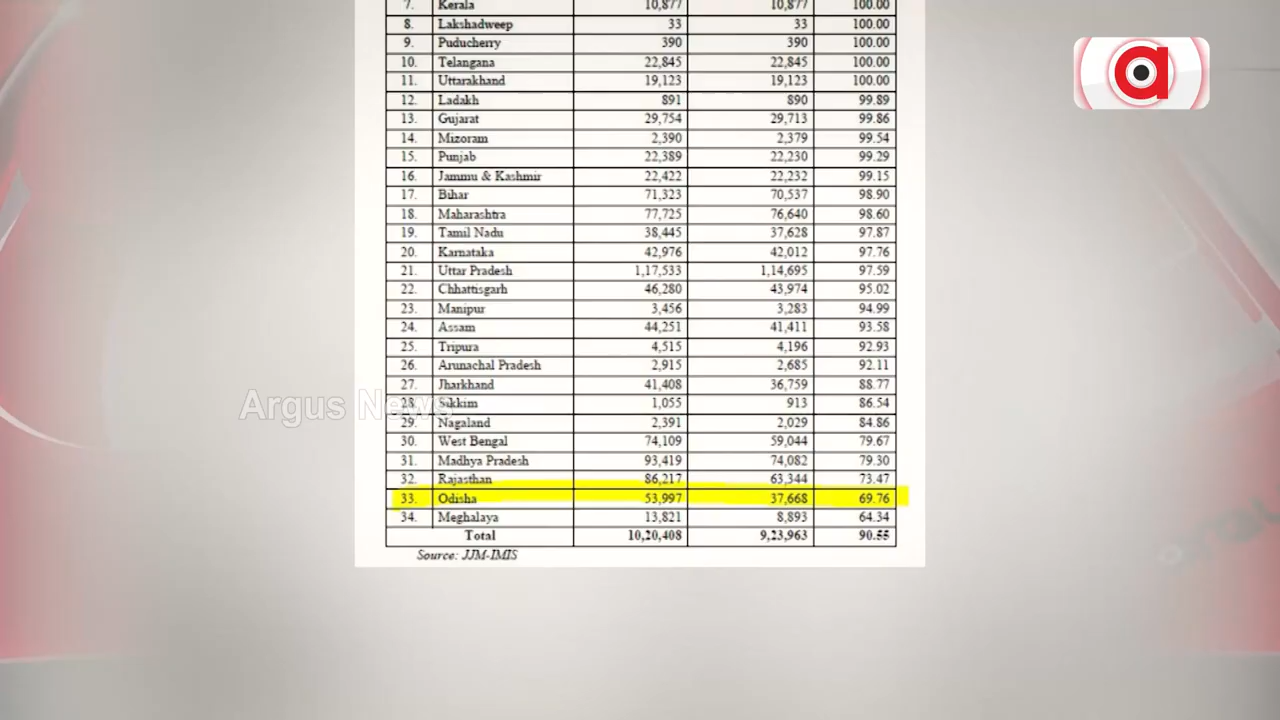 7. Kerala 10,877 10,877 100.00
8. Lakshadweep 33 33 100.00
9. Puducherry 390 390 100.00
10. Telangana 22,845 22,845 100.00
11. Uttarakhand 19,123 19,123 100.00
12. Ladakh 891 890 99.89
13. Gujarat 29,754 29,713 99.86
14. Mizoram 2,390 2,379 99.54
15. Punjab 22,389 22,230 99.29
16. Jammu & Kashmir 22,422 22,232 99.15
17. Bihar 71,323 70,537 98.90
18. Maharashtra 77,725 76,640 98.60
19. Tamil Nadu 38,445 37,628 97.87
20. Karnataka 42,976 42,012 97.76
21. Uttar Pradesh 1,17,533 1,14,695 97.59
22. Chhattisgarh 46,280 43,974 95.02
23. Manipur 3,456 3,283 94.99
24. Assam 44,251 41,411 93.58
25. Tripura 4,515 4,196 92.93
26. Arunachal Pradesh 2,915 2,685 92.11
27. Jharkhand 41,408 36,759 88.77
28. Sikkim 1,055 913 86.54
29. Nagaland 2,391 2,029 84.86
30. West Bengal 74,109 59,044 79.67
31. Madhya Pradesh 93,419 74,082 79.30
32. Rajasthan 86,217 63,344 73.47
33. Odisha 53,997 37,668 69.76
34. Meghalaya 13,821 8,893 64.34
Total 10,20,408 9,23,963 90.55
Source: JJM-IMIS
Argus News
a